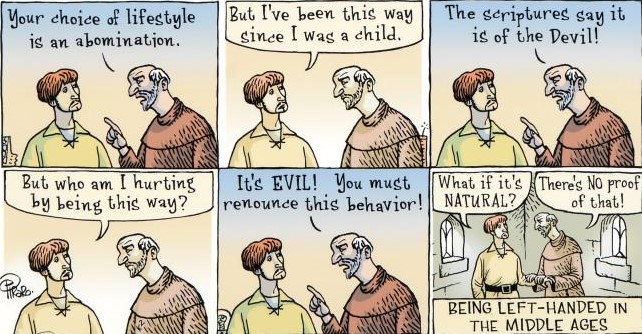 Your choice of lifestyle
is an abomination.
But I've been this way
since I was a child.
The scriptures say it
is of the Devil!
But who am I hurting
by being this way?
It's EVIL! You must
renounce this behavior!
What if it's
NATURAL?
There's NO proof
of that!
PIRARO.
BEING LEFT-HANDED IN
THE MIDDLE AGES